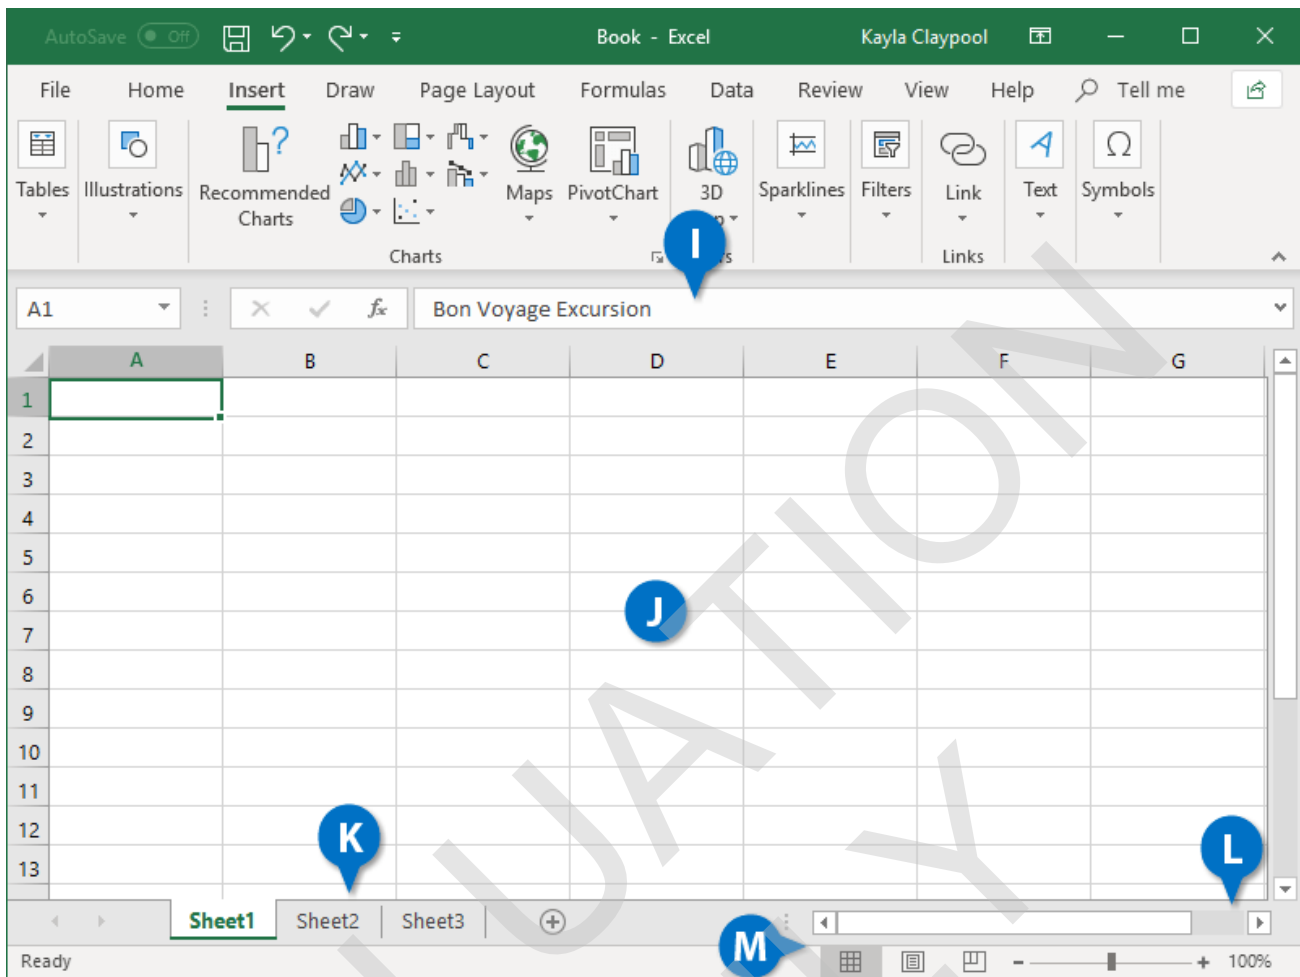 AutoSave Off Book - Excel Kayla Claypool
File Home Insert Draw Page Layout Formulas Data Review View Help Tell me
Tables Illustrations Recommended Charts Maps PivotChart 3D Sparklines Filters Link Text Symbols
Charts Links
I
A1 fx Bon Voyage Excursion
A B C D E F G
1
2
3
4
5
6
J
7
8
9
10
11
12
K
L
13
Sheet1 Sheet2 Sheet3
M
Ready 100%
UATION
Y